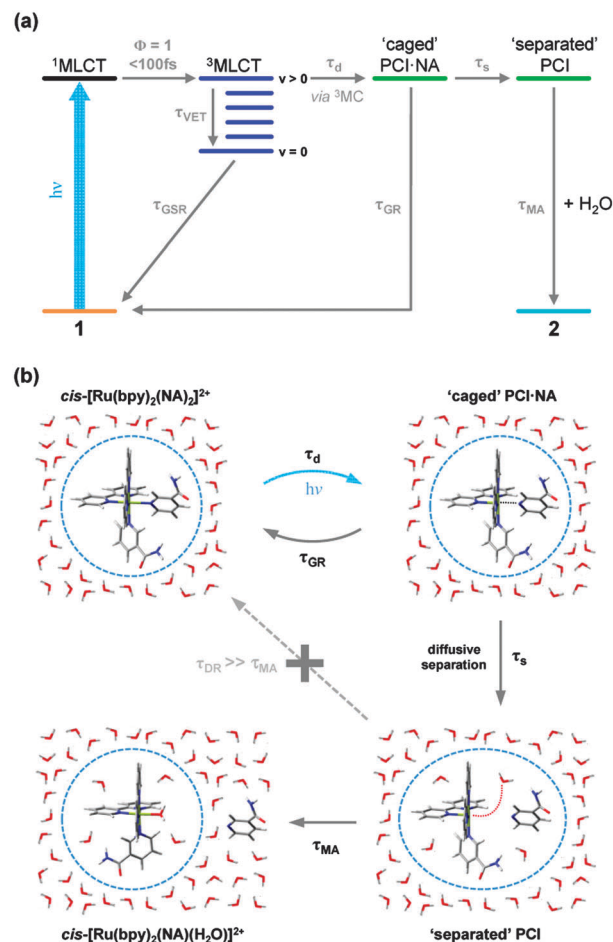 (a)
Φ = 1
<100fs
¹MLCT
³MLCT
v > 0
τd
via ³MC
'caged'
PCI·NA
τs
'separated'
PCI
τVET
v = 0
hν
τGSR
τGR
τMA
+ H₂O
1
2
(b)
cis-[Ru(bpy)₂(NA)₂]²⁺
'caged' PCI·NA
τd
hν
τGR
diffusive
separation
τs
τDR >> τMA
τMA
cis-[Ru(bpy)₂(NA)(H₂O)]²⁺
'separated' PCI